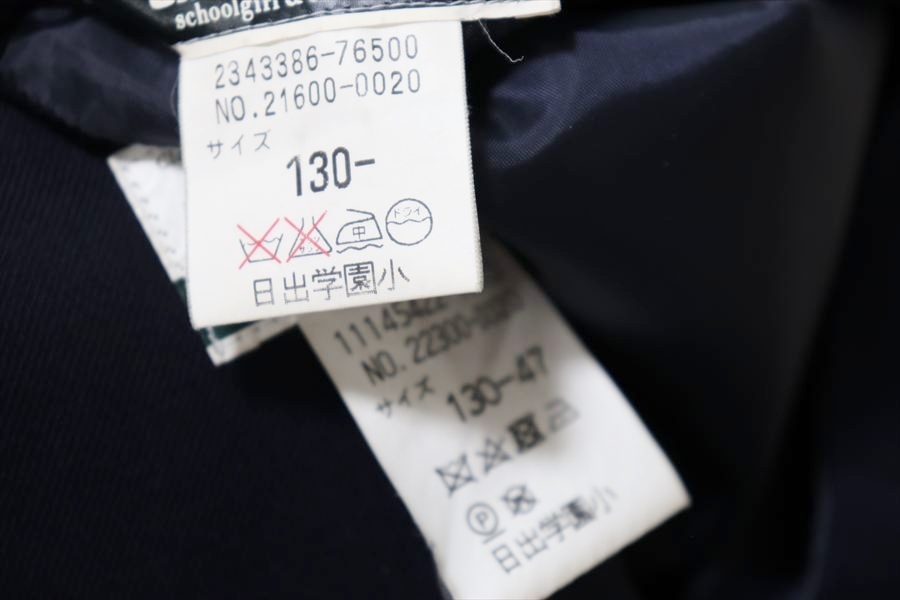 schoolgirl &
2343386-76500
NO.21600-0020
サイズ
130-
ドライ
日出学園小
NO. 22300-
サイズ
130-47
P
日出学園小